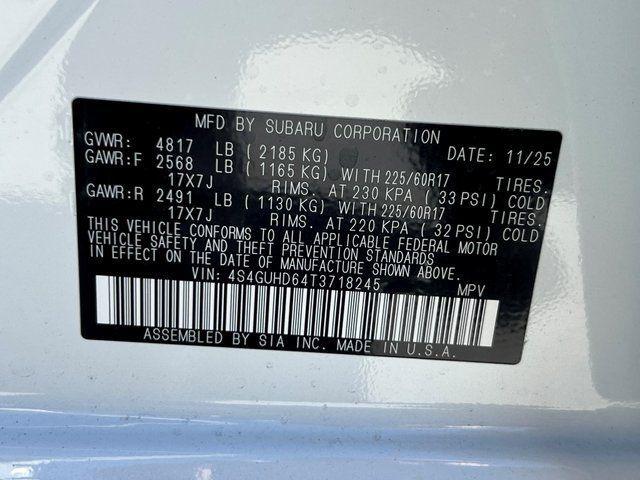 MFD BY SUBARU CORPORATION
GVWR: 4817 LB ( 2185 KG) DATE: 11/25
GAWR:F 2568 LB ( 1165 KG) WITH 225/60R17 TIRES.
17X7J RIMS. AT 230 KPA ( 33 PSI) COLD
GAWR:R 2491 LB ( 1130 KG) WITH 225/60R17 TIRES.
17X7J RIMS. AT 220 KPA ( 32 PSI) COLD
THIS VEHICLE CONFORMS TO ALL APPLICABLE FEDERAL MOTOR
VEHICLE SAFETY AND THEFT PREVENTION STANDARDS
IN EFFECT ON THE DATE OF MANUFACTURE SHOWN ABOVE.
VIN: 4S4GUHD64T3718245 MPV
ASSEMBLED BY SIA INC. MADE IN U.S.A.